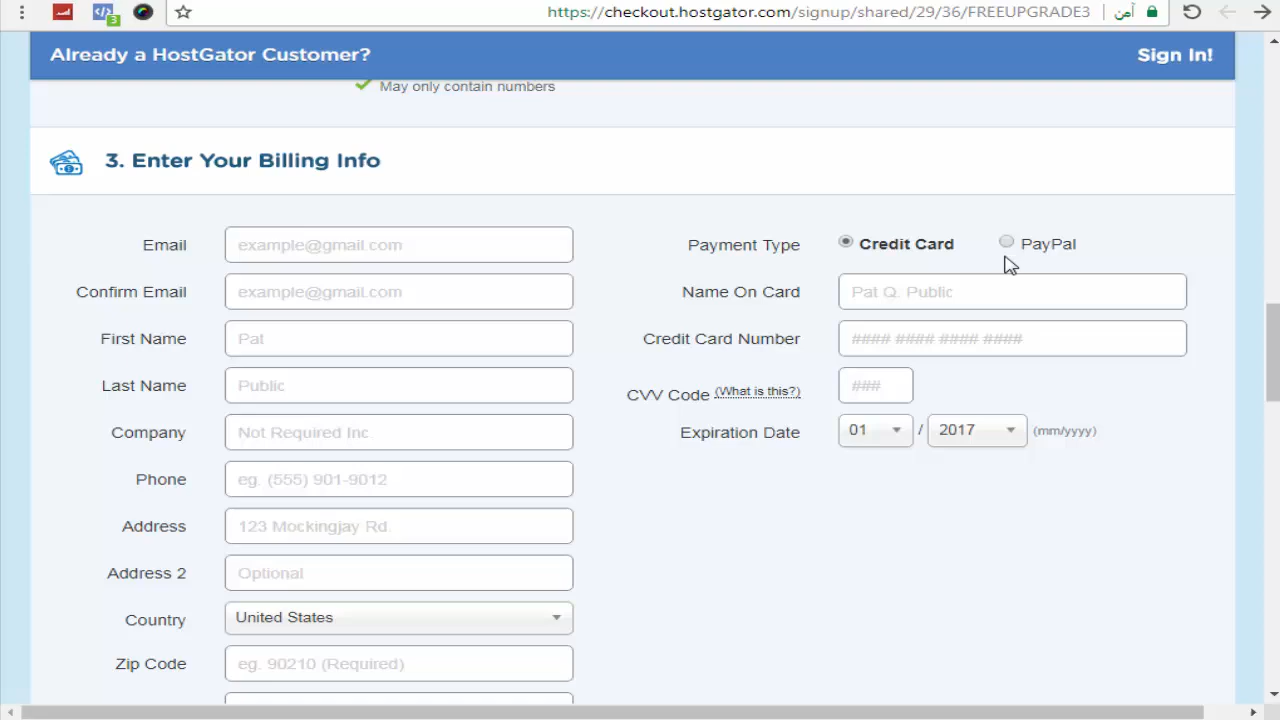 3
https://checkout.hostgator.com/signup/shared/29/36/FREEUPGRADE3
آمن
Already a HostGator Customer?
Sign In!
May only contain numbers
3. Enter Your Billing Info
Email
example@gmail.com
Confirm Email
example@gmail.com
First Name
Pat
Last Name
Public
Company
Not Required Inc.
Phone
eg. (555) 901-9012
Address
123 Mockingjay Rd.
Address 2
Optional
Country
United States
Zip Code
eg. 90210 (Required)
Payment Type
Credit Card
PayPal
Name On Card
Pat Q. Public
Credit Card Number
#### #### #### ####
CVV Code (What is this?)
###
Expiration Date
01 / 2017 (mm/yyyy)